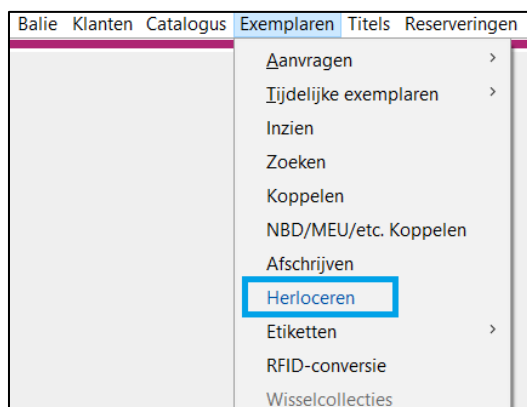 Balie Klanten Catalogus Exemplaren Titels Reserveringen
Aanvragen >
Tijdelijke exemplaren >
Inzien
Zoeken
Koppelen
NBD/MEU/etc. Koppelen
Afschrijven
Herloceren
Etiketten >
RFID-conversie
Wisselcollecties